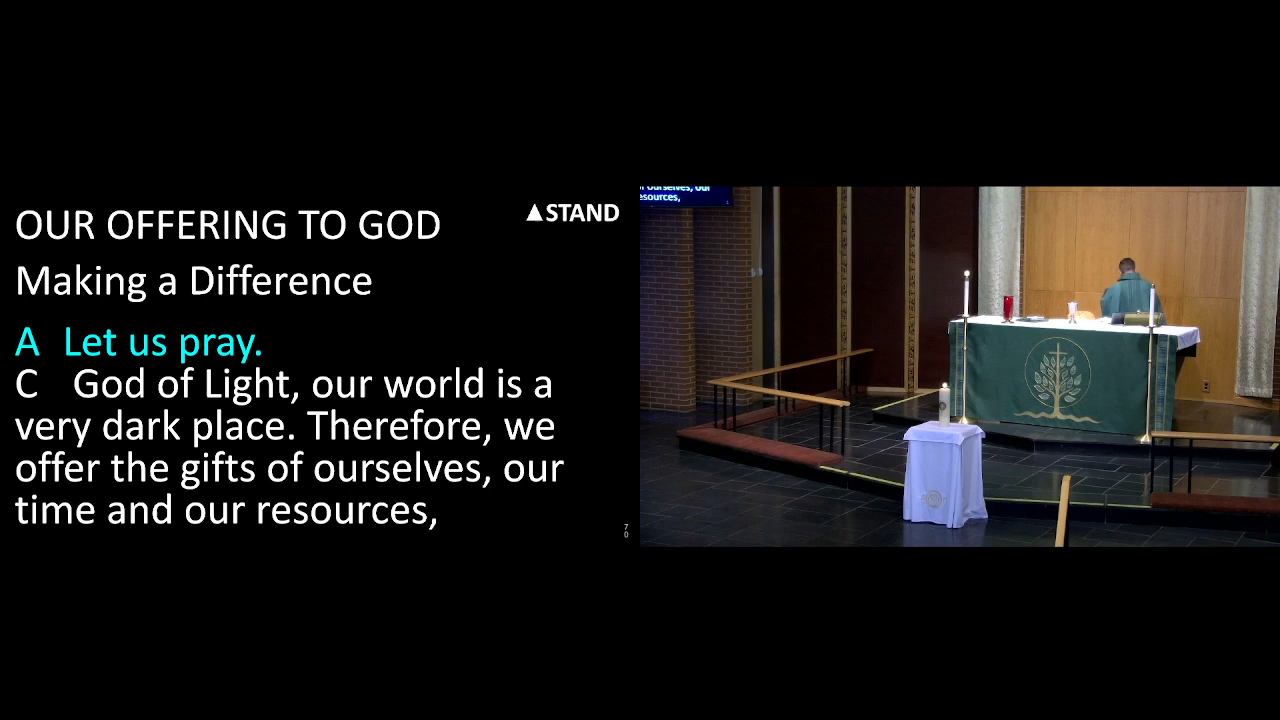 OUR OFFERING TO GOD
▲STAND
Making a Difference
A Let us pray.
C God of Light, our world is a
very dark place. Therefore, we
offer the gifts of ourselves, our
time and our resources,
70
ourselves, our
resources,